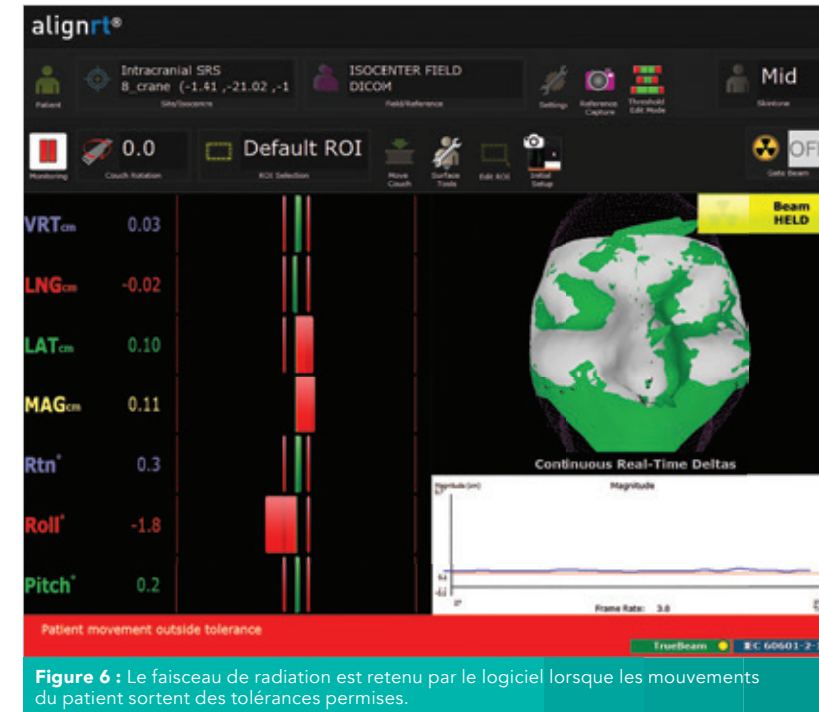 alignrt®
Intracranial SRS
8_crane (-1.41 ,-21.02 ,-1
Site/Isocentre
ISOCENTER FIELD
DICOM
Field/Reference
Patient
Settings
Reference Capture
Threshold Edit Mode
Mid
Skintone
Monitoring
0.0
Couch Rotation
Default ROI
ROI Selection
Move Couch
Surface Tools
Edit ROI
Initial Setup
OF
Gate Beam
Beam
HELD
VRTcm 0.03
LNGcm -0.02
LATcm 0.10
MAGcm 0.11
Rtn° 0.3
Roll° -1.8
Pitch° 0.2
Continuous Real-Time Deltas
Magnitude (cm)
Magnitude
Frame Rate: 3.0
Patient movement outside tolerance
TrueBeam
IEC 60601-2-1
Figure 6 : Le faisceau de radiation est retenu par le logiciel lorsque les mouvements
du patient sortent des tolérances permises.